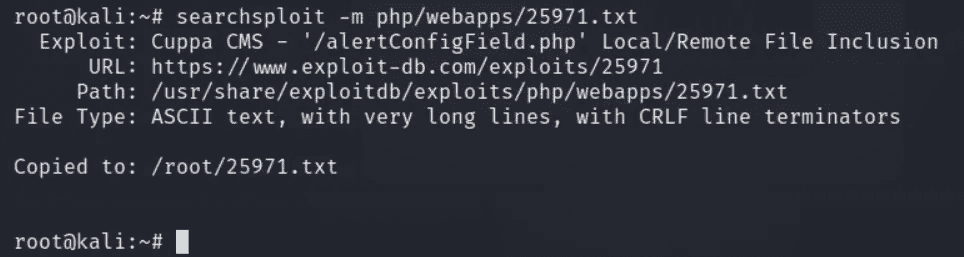 root@kali:~# searchsploit -m php/webapps/25971.txt
Exploit: Cuppa CMS - '/alertConfigField.php' Local/Remote File Inclusion
URL: https://www.exploit-db.com/exploits/25971
Path: /usr/share/exploitdb/exploits/php/webapps/25971.txt
File Type: ASCII text, with very long lines, with CRLF line terminators
Copied to: /root/25971.txt
root@kali:~#